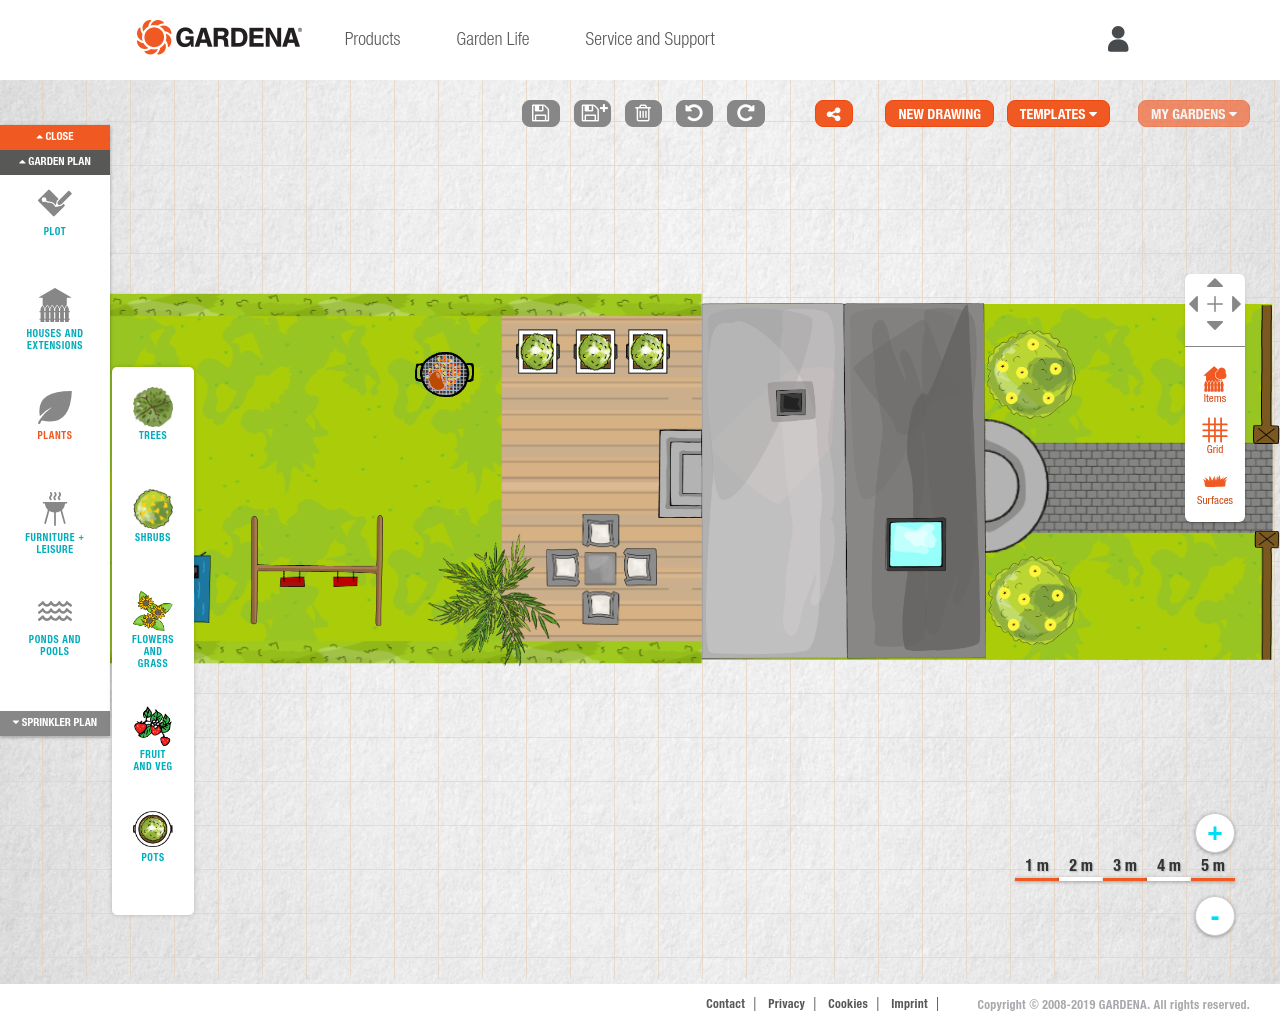 GARDENA®
Products
Garden Life
Service and Support
NEW DRAWING
TEMPLATES
MY GARDENS
CLOSE
GARDEN PLAN
PLOT
HOUSES AND
EXTENSIONS
PLANTS
FURNITURE +
LEISURE
PONDS AND
POOLS
SPRINKLER PLAN
TREES
SHRUBS
FLOWERS
AND
GRASS
FRUIT
AND VEG
POTS
Items
Grid
Surfaces
+
1 m 2 m 3 m 4 m 5 m
-
Contact | Privacy | Cookies | Imprint |
Copyright © 2008-2019 GARDENA. All rights reserved.